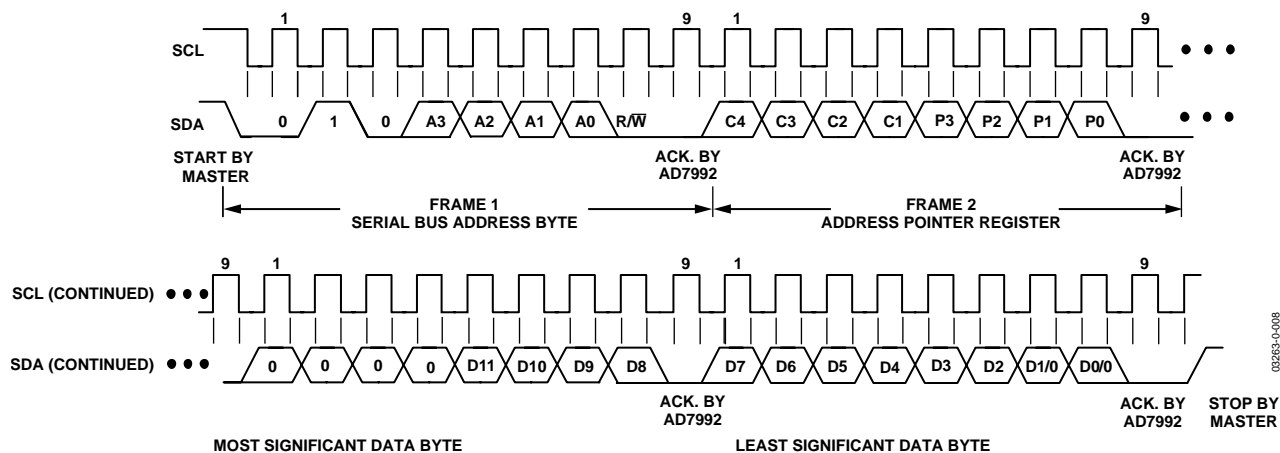 1 9 1 9
SCL
SDA 0 1 0 A3 A2 A1 A0 R/W̅ C4 C3 C2 C1 P3 P2 P1 P0
START BY
MASTER
ACK. BY
AD7992
ACK. BY
AD7992
FRAME 1
SERIAL BUS ADDRESS BYTE
FRAME 2
ADDRESS POINTER REGISTER
9 1 9 1 9
SCL (CONTINUED)
SDA (CONTINUED) 0 0 0 0 D11 D10 D9 D8 D7 D6 D5 D4 D3 D2 D1/0 D0/0
ACK. BY
AD7992
ACK. BY
AD7992
STOP BY
MASTER
MOST SIGNIFICANT DATA BYTE
LEAST SIGNIFICANT DATA BYTE
03263-0-008